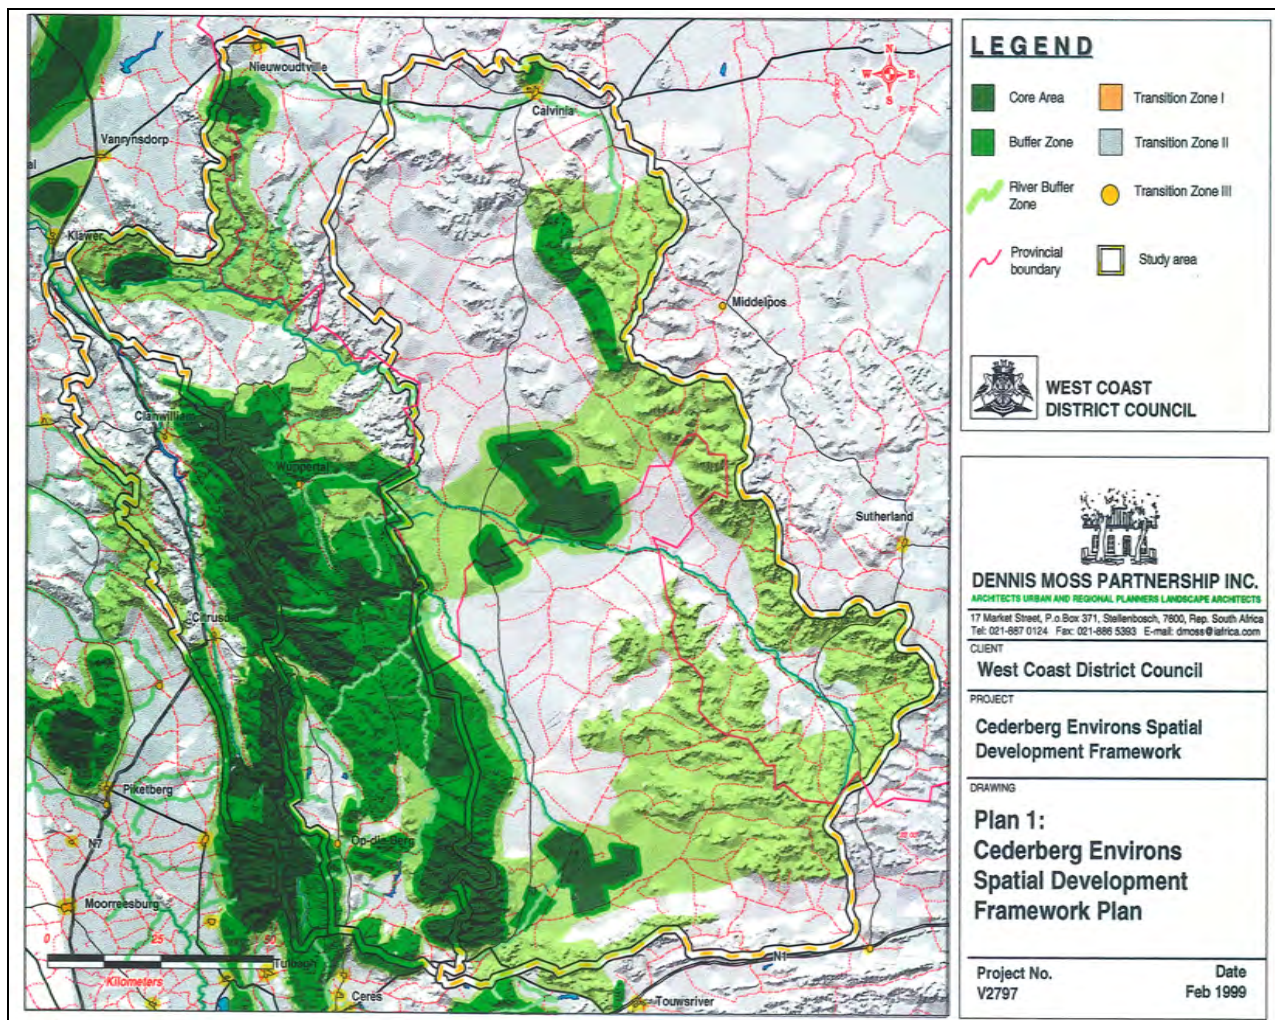 Nieuwoudtville
Calvinia
Vanrynsdorp
al
Klawer
Middelpos
Clanwilliam
Wuppertal
Sutherland
Citrusdal
Piketberg
N7
Op-die-Berg
Moorreesburg
0 25 50
Kilometers
Tulbagh
Ceres
N1
Touwsriver
N
W E
S
LEGEND
Core Area
Transition Zone I
Buffer Zone
Transition Zone II
River Buffer
Zone
Transition Zone III
Provincial
boundary
Study area
WEST COAST
DISTRICT COUNCIL
DENNIS MOSS PARTNERSHIP INC.
ARCHITECTS URBAN AND REGIONAL PLANNERS LANDSCAPE ARCHITECTS
17 Market Street, P.o.Box 371, Stellenbosch, 7600, Rep. South Africa
Tel: 021-887 0124 Fax: 021-886 5393 E-mail: dmoss@iafrica.com
CLIENT
West Coast District Council
PROJECT
Cederberg Environs Spatial
Development Framework
DRAWING
Plan 1:
Cederberg Environs
Spatial Development
Framework Plan
Project No.
V2797
Date
Feb 1999